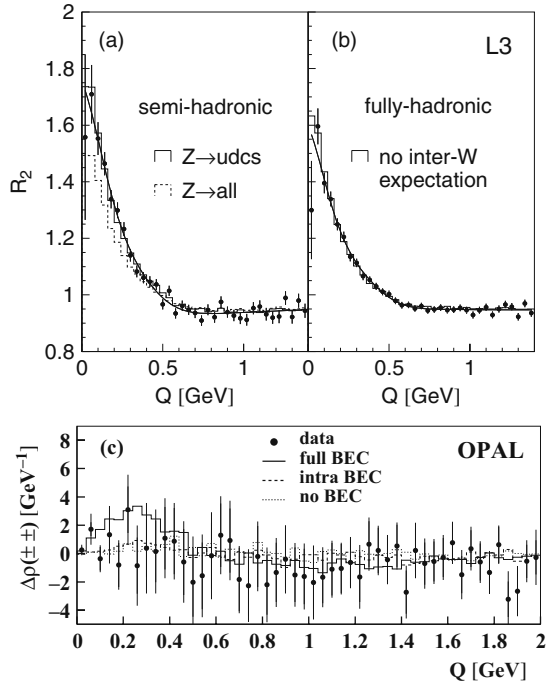 (a)
(b)
L3
semi-hadronic
fully-hadronic
Z→udcs
Z→all
no inter-W
expectation
R2
1.8
1.6
1.4
1.2
1
0.8
0
0.5
1
0
0.5
1
Q [GeV]
Q [GeV]
(c)
OPAL
data
full BEC
intra BEC
no BEC
Δρ(± ±) [GeV⁻¹]
8
6
4
2
0
−2
−4
0
0.2
0.4
0.6
0.8
1
1.2
1.4
1.6
1.8
2
Q [GeV]